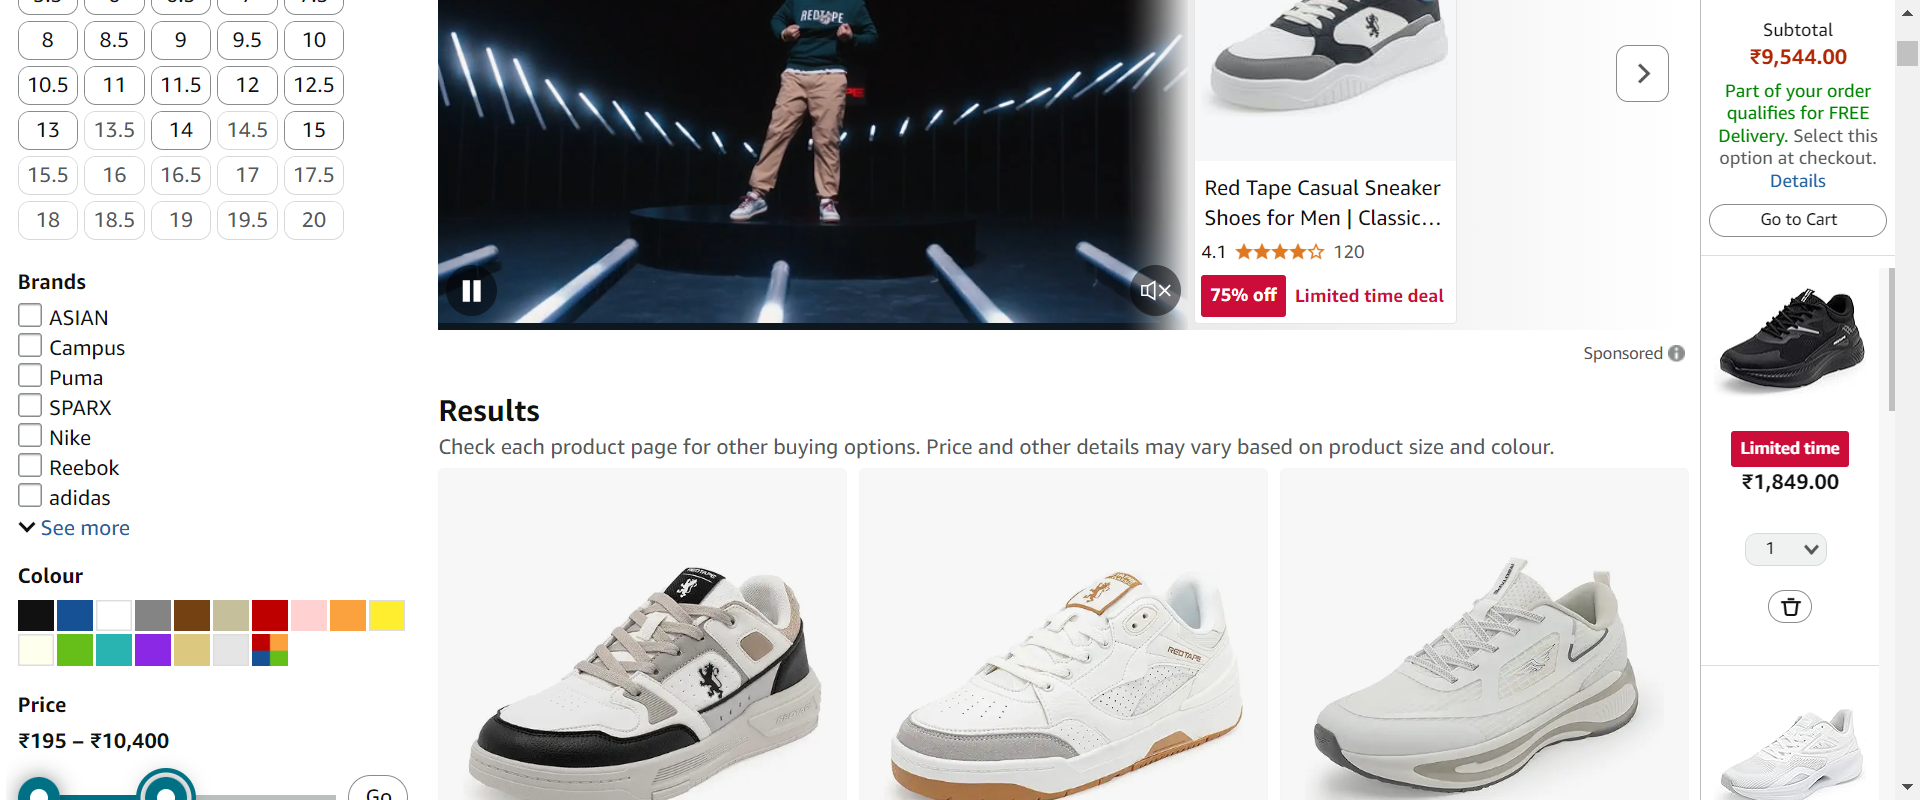 8 8.5 9 9.5 10
10.5 11 11.5 12 12.5
13 13.5 14 14.5 15
15.5 16 16.5 17 17.5
18 18.5 19 19.5 20
Brands
ASIAN
Campus
Puma
SPARX
Nike
Reebok
adidas
See more
Colour
Price
₹195 – ₹10,400
Go
REDTAPE
Red Tape Casual Sneaker
Shoes for Men | Classic...
4.1 120
75% off Limited time deal
Sponsored
Results
Check each product page for other buying options. Price and other details may vary based on product size and colour.
REDTAPE
REDTAPE
Subtotal
₹9,544.00
Part of your order
qualifies for FREE
Delivery. Select this
option at checkout.
Details
Go to Cart
Limited time
₹1,849.00
1